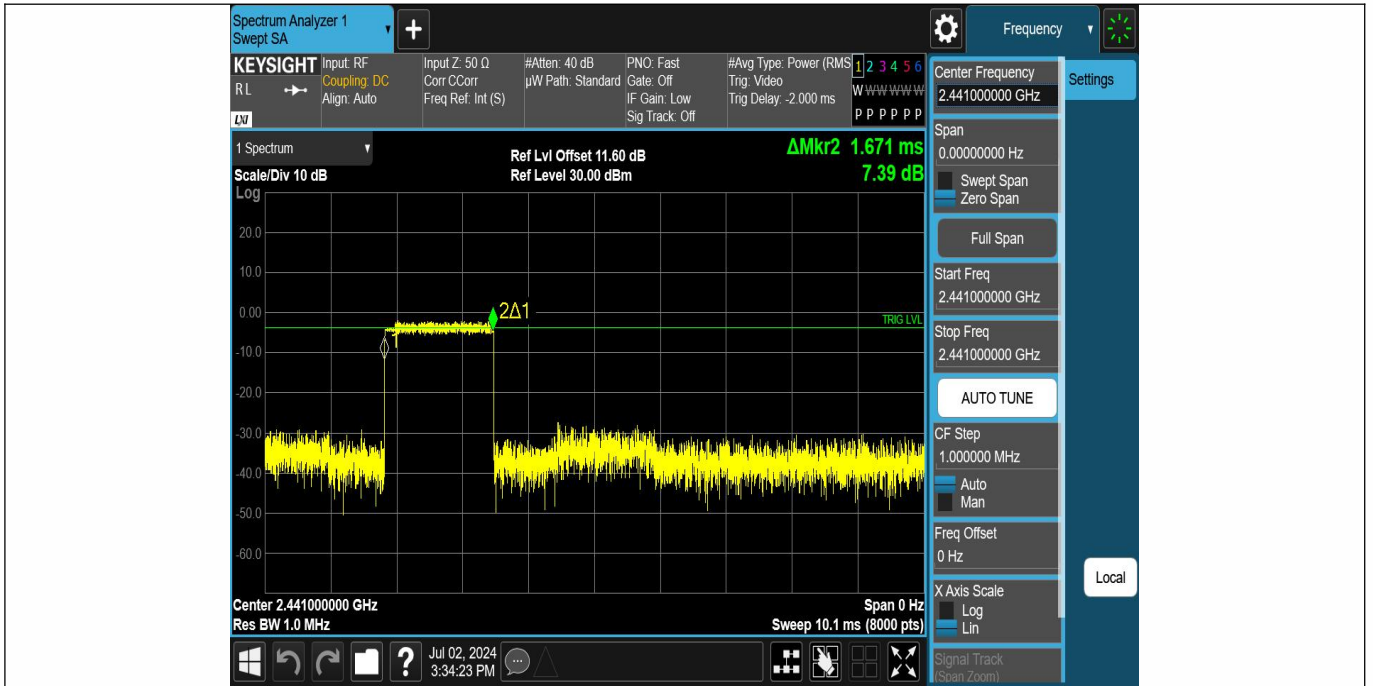 Spectrum Analyzer 1
Swept SA
+
Frequency
KEYSIGHT
RL
LXI
Input: RF
Coupling: DC
Align: Auto
Input Z: 50 Ω
Corr CCorr
Freq Ref: Int (S)
#Atten: 40 dB
µW Path: Standard
PNO: Fast
Gate: Off
IF Gain: Low
Sig Track: Off
#Avg Type: Power (RMS
Trig: Video
Trig Delay: -2.000 ms
1 2 3 4 5 6
W W W W W W
P P P P P P
1 Spectrum
Scale/Div 10 dB
Ref Lvl Offset 11.60 dB
Ref Level 30.00 dBm
ΔMkr2 1.671 ms
7.39 dB
Log
20.0
10.0
0.00
-10.0
-20.0
-30.0
-40.0
-50.0
-60.0
2Δ1
TRIG LVL
Center 2.441000000 GHz
Res BW 1.0 MHz
Span 0 Hz
Sweep 10.1 ms (8000 pts)
Jul 02, 2024
3:34:23 PM
Center Frequency
2.441000000 GHz
Settings
Span
0.00000000 Hz
Swept Span
Zero Span
Full Span
Start Freq
2.441000000 GHz
Stop Freq
2.441000000 GHz
AUTO TUNE
CF Step
1.000000 MHz
Auto
Man
Freq Offset
0 Hz
X Axis Scale
Log
Lin
Local
Signal Track
(Span Zoom)